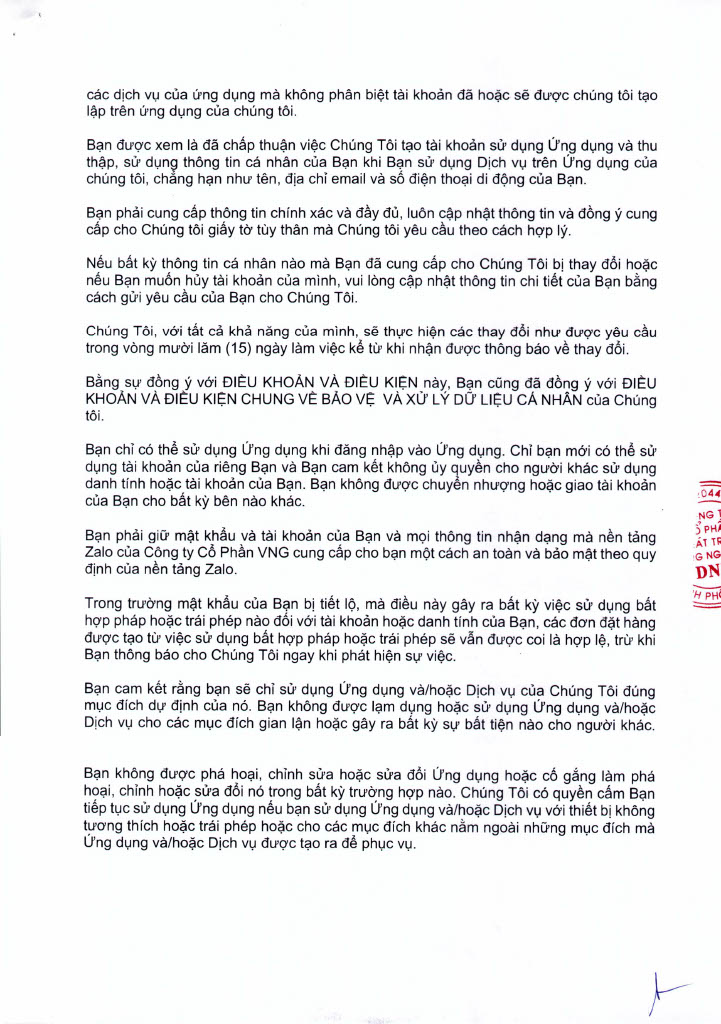 các dịch vụ của ứng dụng mà không phân biệt tài khoản đã hoặc sẽ được chúng tôi tạo
lập trên ứng dụng của chúng tôi.
Bạn được xem là đã chấp thuận việc Chúng Tôi tạo tài khoản sử dụng Ứng dụng và thu
thập, sử dụng thông tin cá nhân của Bạn khi Bạn sử dụng Dịch vụ trên Ứng dụng của
chúng tôi, chẳng hạn như tên, địa chỉ email và số điện thoại di động của Bạn.
Bạn phải cung cấp thông tin chính xác và đầy đủ, luôn cập nhật thông tin và đồng ý cung
cấp cho Chúng tôi giấy tờ tùy thân mà Chúng tôi yêu cầu theo cách hợp lý.
Nếu bất kỳ thông tin cá nhân nào mà Bạn đã cung cấp cho Chúng Tôi bị thay đổi hoặc
nếu Bạn muốn hủy tài khoản của mình, vui lòng cập nhật thông tin chi tiết của Bạn bằng
cách gửi yêu cầu của Bạn cho Chúng Tôi.
Chúng Tôi, với tất cả khả năng của mình, sẽ thực hiện các thay đổi như được yêu cầu
trong vòng mười lăm (15) ngày làm việc kể từ khi nhận được thông báo về thay đổi.
Bằng sự đồng ý với ĐIỀU KHOẢN VÀ ĐIỀU KIỆN này, Bạn cũng đã đồng ý với ĐIỀU
KHOẢN VÀ ĐIỀU KIỆN CHUNG VỀ BẢO VỆ VÀ XỬ LÝ DỮ LIỆU CÁ NHÂN của Chúng
tôi.
Bạn chỉ có thể sử dụng Ứng dụng khi đăng nhập vào Ứng dụng. Chỉ bạn mới có thể sử
dụng tài khoản của riêng Bạn và Bạn cam kết không ủy quyền cho người khác sử dụng
danh tính hoặc tài khoản của Bạn. Bạn không được chuyển nhượng hoặc giao tài khoản
của Bạn cho bất kỳ bên nào khác.
Bạn phải giữ mật khẩu và tài khoản của Bạn và mọi thông tin nhận dạng mà nền tảng
Zalo của Công ty Cổ Phần VNG cung cấp cho bạn một cách an toàn và bảo mật theo quy
định của nền tảng Zalo.
Trong trường mật khẩu của Bạn bị tiết lộ, mà điều này gây ra bất kỳ việc sử dụng bất
hợp pháp hoặc trái phép nào đối với tài khoản hoặc danh tính của Bạn, các đơn đặt hàng
được tạo từ việc sử dụng bất hợp pháp hoặc trái phép sẽ vẫn được coi là hợp lệ, trừ khi
Bạn thông báo cho Chúng Tôi ngay khi phát hiện sự việc.
Bạn cam kết rằng bạn sẽ chỉ sử dụng Ứng dụng và/hoặc Dịch vụ của Chúng Tôi đúng
mục đích dự định của nó. Bạn không được lạm dụng hoặc sử dụng Ứng dụng và/hoặc
Dịch vụ cho các mục đích gian lận hoặc gây ra bất kỳ sự bất tiện nào cho người khác.
Bạn không được phá hoại, chỉnh sửa hoặc sửa đổi Ứng dụng hoặc cố gắng làm phá
hoại, chỉnh hoặc sửa đổi nó trong bất kỳ trường hợp nào. Chúng Tôi có quyền cấm Bạn
tiếp tục sử dụng Ứng dụng nếu bạn sử dụng Ứng dụng và/hoặc Dịch vụ với thiết bị không
tương thích hoặc trái phép hoặc cho các mục đích khác nằm ngoài những mục đích mà
Ứng dụng và/hoặc Dịch vụ được tạo ra để phục vụ.
044
NG
PH
ẤT TR
G NG
DN
H PH